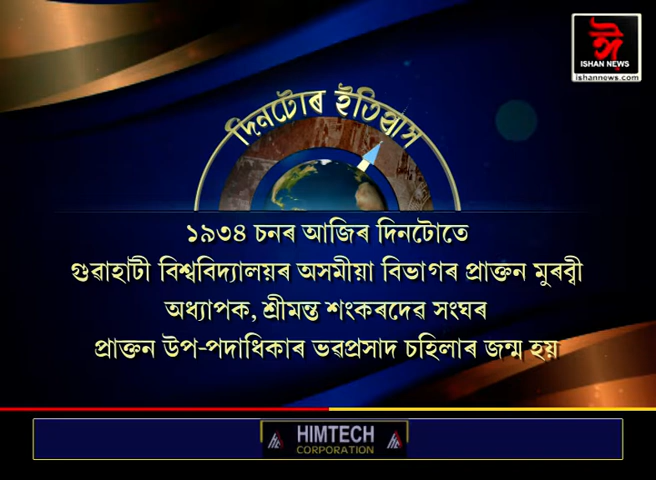 ঈ
ISHAN NEWS
ishannews.com
দিনটোৰ ইতিহাস
১৯৩৪ চনৰ আজিৰ দিনটোতে
গুৱাহাটী বিশ্ববিদ্যালয়ৰ অসমীয়া বিভাগৰ প্ৰাক্তন মুৰব্বী
অধ্যাপক, শ্ৰীমন্ত শংকৰদেৱ সংঘৰ
প্ৰাক্তন উপ-পদাধিকাৰ ভৱপ্ৰসাদ চহিলাৰ জন্ম হয়
HIMTECH
CORPORATION